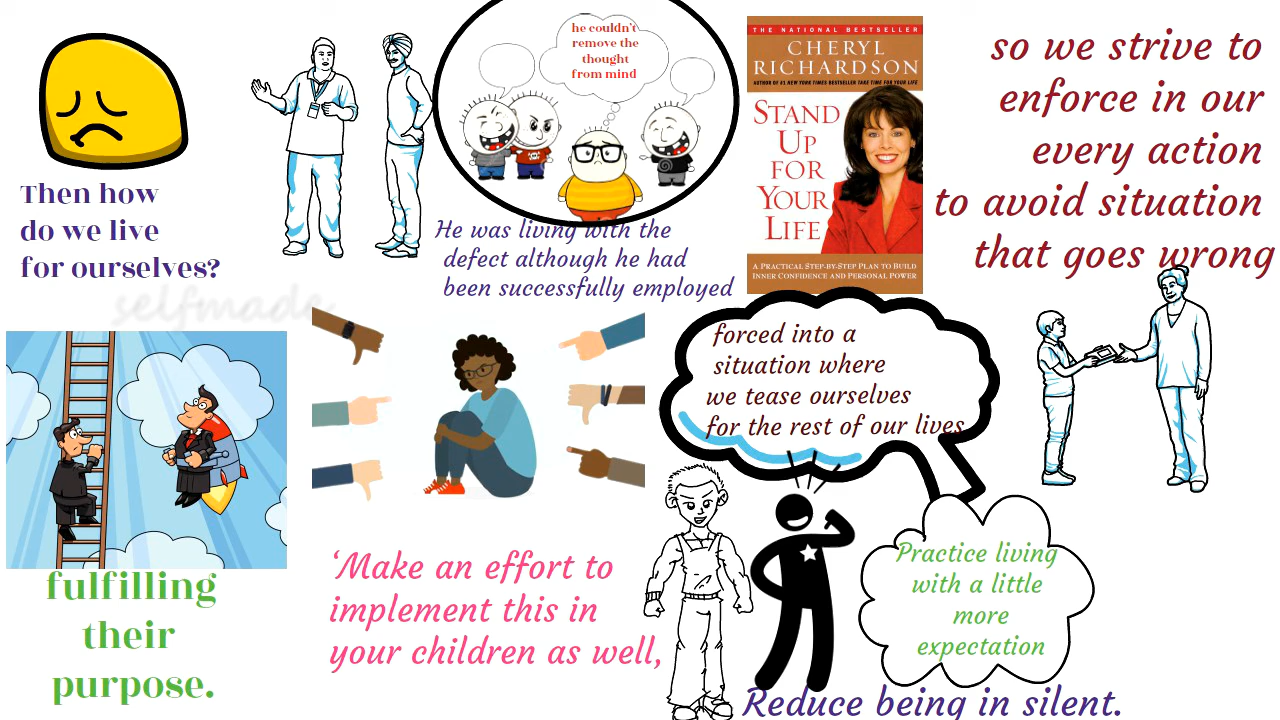 he couldn't
remove the
thought
from mind
THE NATIONAL BESTSELLER
CHERYL
RICHARDSON
AUTHOR OF #1 NEW YORK TIMES BESTSELLER TAKE TIME FOR YOUR LIFE
STAND
UP
FOR
YOUR
LIFE
A PRACTICAL STEP-BY-STEP PLAN TO BUILD
INNER CONFIDENCE AND PERSONAL POWER
so we strive to
enforce in our
every action
to avoid situation
that goes wrong
Then how
do we live
for ourselves?
selfmade
He was living with the
defect although he had
been successfully employed
forced into a
situation where
we tease ourselves
for the rest of our lives
fulfilling
their
purpose.
‘Make an effort to
implement this in
your children as well,
Practice living
with a little
more
expectation
Reduce being in silent.